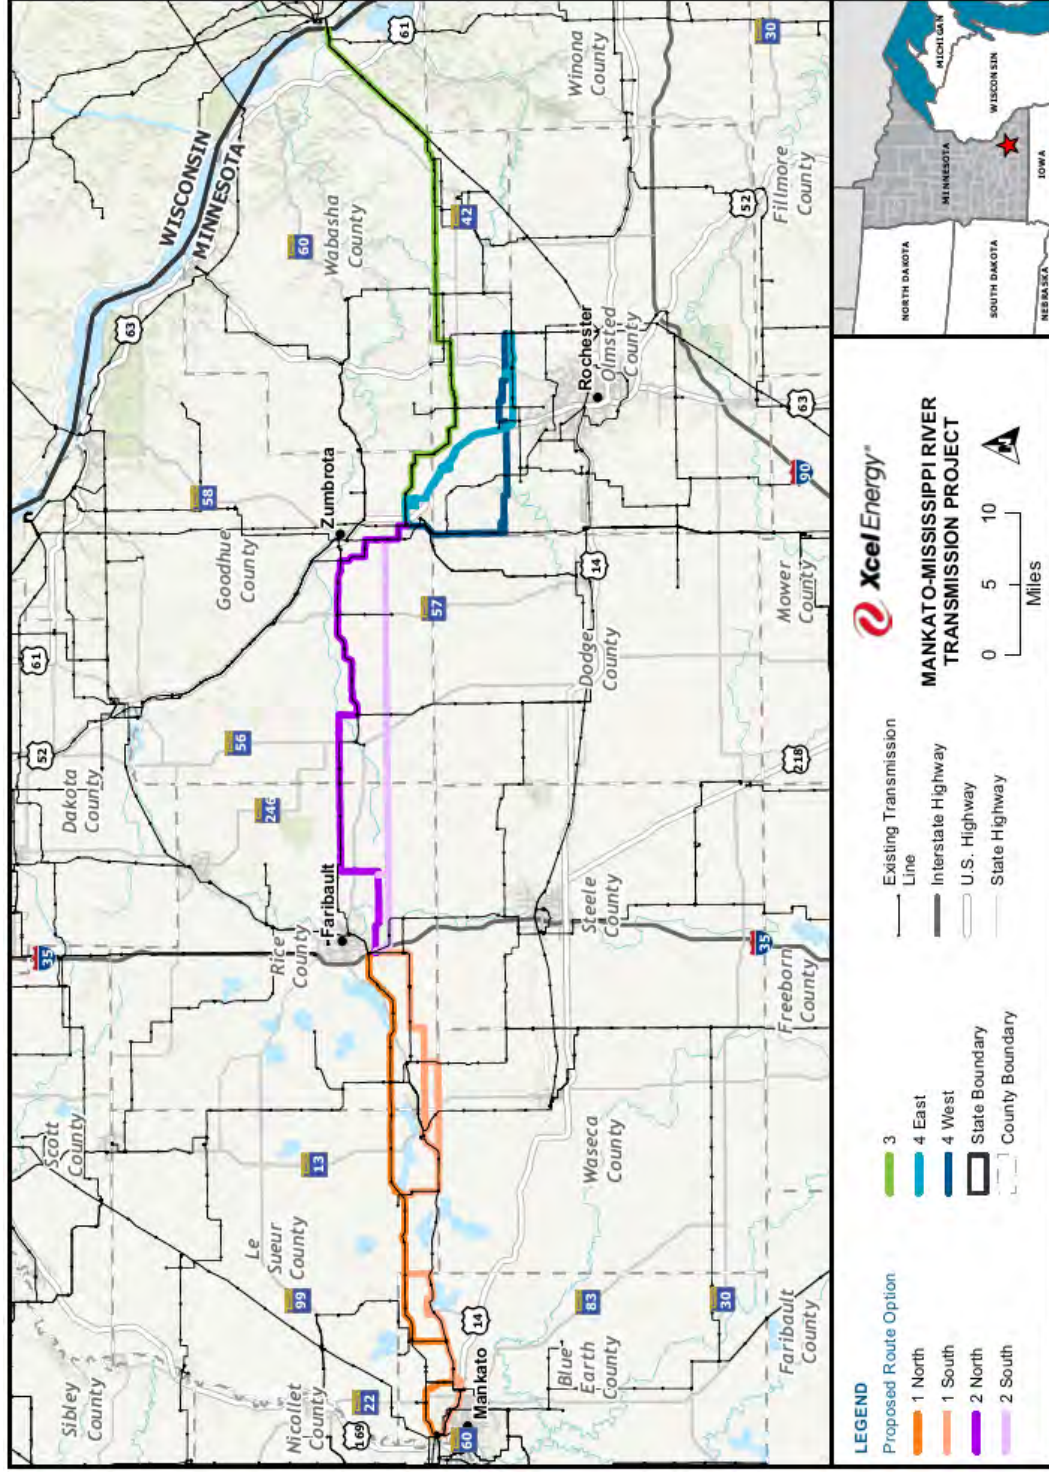 WISCONSIN
MINNESOTA
61
30
Winona
County
63
60
Wabasha
County
42
52
Fillmore
County
58
Zumbrota
Goodhue
County
Rochester
Olmsted
County
63
90
61
57
14
Dodge
County
Mower
County
52
Dakota
County
56
246
218
35
Rice
County
Faribault
Steele
County
35
Freeborn
County
Scott
County
13
Waseca
County
Le
Sueur
County
99
83
30
14
Sibley
County
Nicollet
County
22
169
60
Mankato
Blue
Earth
County
Faribault
County
LEGEND
Proposed Route Option
1 North
1 South
2 North
2 South
3
4 East
4 West
State Boundary
County Boundary
Existing Transmission
Line
Interstate Highway
U.S. Highway
State Highway
Xcel Energy®
MANKATO-MISSISSIPPI RIVER
TRANSMISSION PROJECT
0 5 10
Miles
N
NORTH DAKOTA
SOUTH DAKOTA
NEBRASKA
MINNESOTA
IOWA
WISCONSIN
MICHIGAN